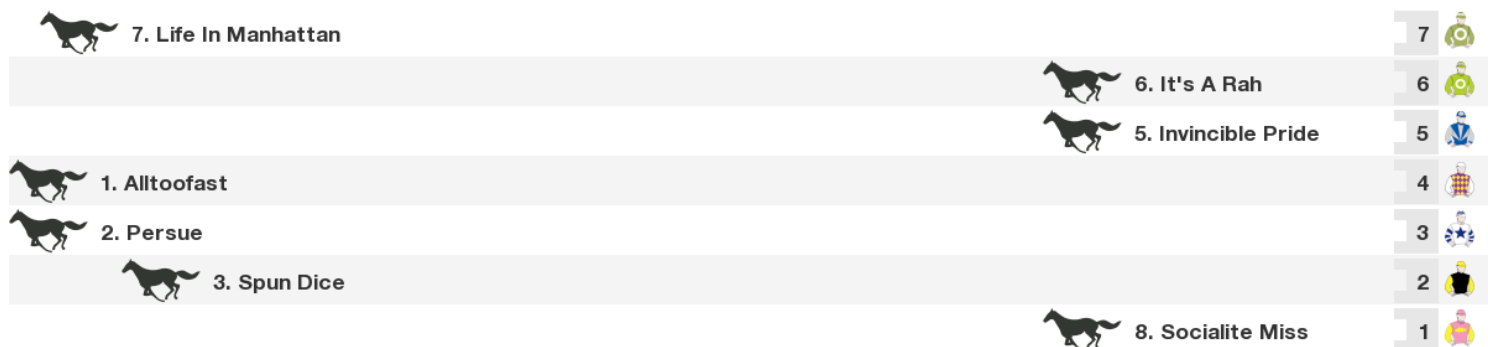 7. Life In Manhattan 7
6. It's A Rah 6
5. Invincible Pride 5
1. Alltoofast 4
2. Persue 3
3. Spun Dice 2
8. Socialite Miss 1